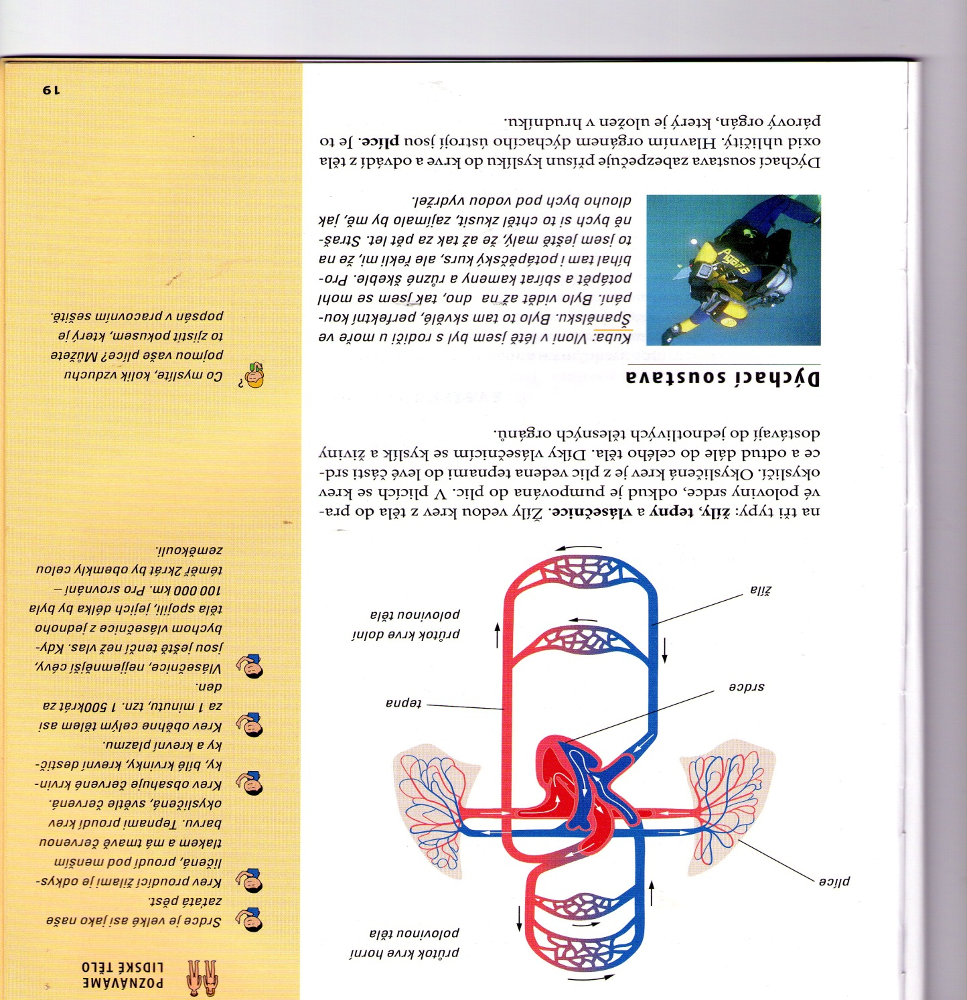 POZNÁVÁME
LIDSKÉ TĚLO
průtok krve horní
polovinou těla
plíce
srdce
tepna
průtok krve dolní
polovinou těla
žíla
na tři typy: žíly, tepny a vlásečnice. Žíly vedou krev z těla do pra-
vé poloviny srdce, odkud je pumpována do plic. V plicích se krev
okysličí. Okysličená krev je z plic vedena tepnami do levé části srd-
ce a odtud dále do celého těla. Díky vlásečnicím se kyslík a živiny
dostávají do jednotlivých tělesných orgánů.
Dýchací soustava
Kuba: Vloni v létě jsem byl s rodiči u moře ve
Španělsku. Bylo to tam skvělé, perfektní kou-
pání. Bylo vidět až na dno, tak jsem se mohl
potápět a sbírat kameny a různé škeble. Pro-
bíhal tam i potápěčský kurs, ale řekli mi, že na
to jsem ještě malý, že až tak za pět let. Straš-
ně bych si to chtěl zkusit, zajímalo by mě, jak
dlouho bych pod vodou vydržel.
Agama
Dýchací soustava zabezpečuje přísun kyslíku do krve a odvádí z těla
oxid uhličitý. Hlavním orgánem dýchacího ústrojí jsou plíce. Je to
párový orgán, který je uložen v hrudníku.
Srdce je velké asi jako naše
zaťatá pěst.
Krev proudící žilami je odkys-
ličená, proudí pod menším
tlakem a má tmavě červenou
barvu. Tepnami proudí krev
okysličená, světle červená.
Krev obsahuje červené krvin-
ky, bílé krvinky, krevní destič-
ky a krevní plazmu.
Krev oběhne celým tělem asi
za 1 minutu, tzn. 1 500krát za
den.
Vlásečnice, nejjemnější cévy,
jsou ještě tenčí než vlas. Kdy-
bychom vlásečnice z jednoho
těla spojili, jejich délka by byla
100 000 km. Pro srovnání –
téměř 2krát by obemkly celou
zeměkouli.
?
Co myslíte, kolik vzduchu
pojmou vaše plíce? Můžete
to zjistit pokusem, který je
popsán v pracovním sešitě.
19